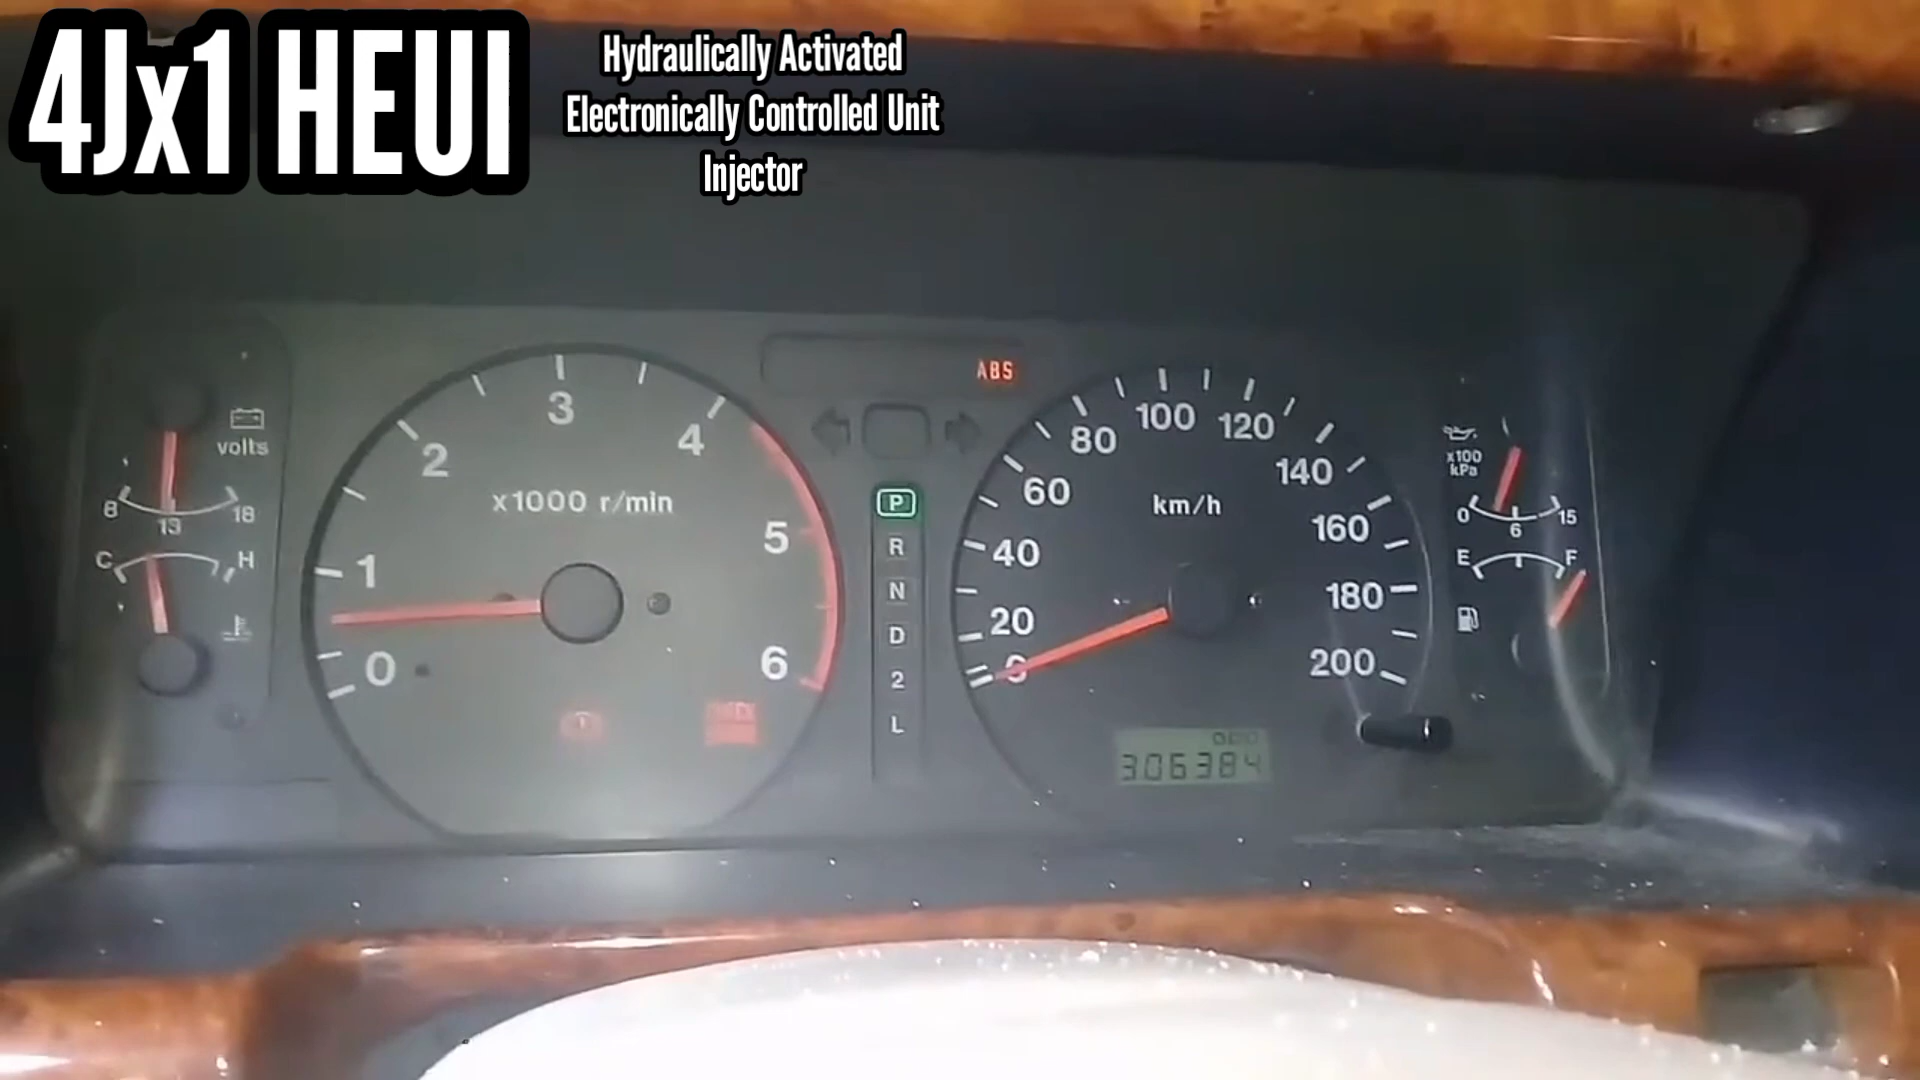 4Jx1 HEUI
Hydraulically Activated
Electronically Controlled Unit
Injector
volts
8
13
18
C
H
0
1
2
3
4
5
6
x1000 r/min
ABS
P
R
N
D
2
L
0
20
40
60
80
100
120
140
160
180
200
km/h
ODO
306384
x100
kPa
0
6
15
E
F